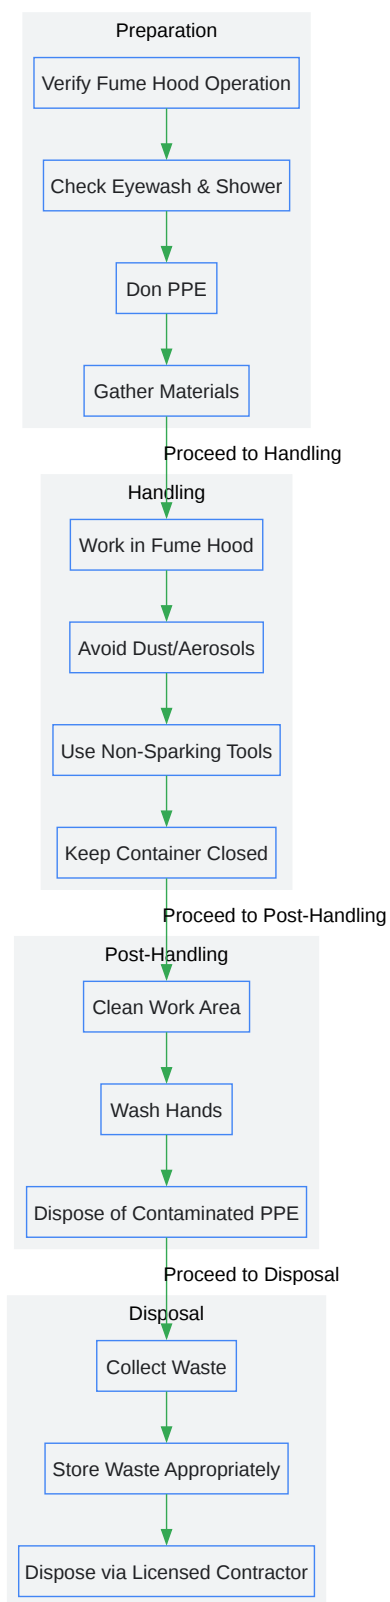 Preparation
Verify Fume Hood Operation
Check Eyewash & Shower
Don PPE
Gather Materials
Proceed to Handling
Handling
Work in Fume Hood
Avoid Dust/Aerosols
Use Non-Sparking Tools
Keep Container Closed
Proceed to Post-Handling
Post-Handling
Clean Work Area
Wash Hands
Dispose of Contaminated PPE
Proceed to Disposal
Disposal
Collect Waste
Store Waste Appropriately
Dispose via Licensed Contractor